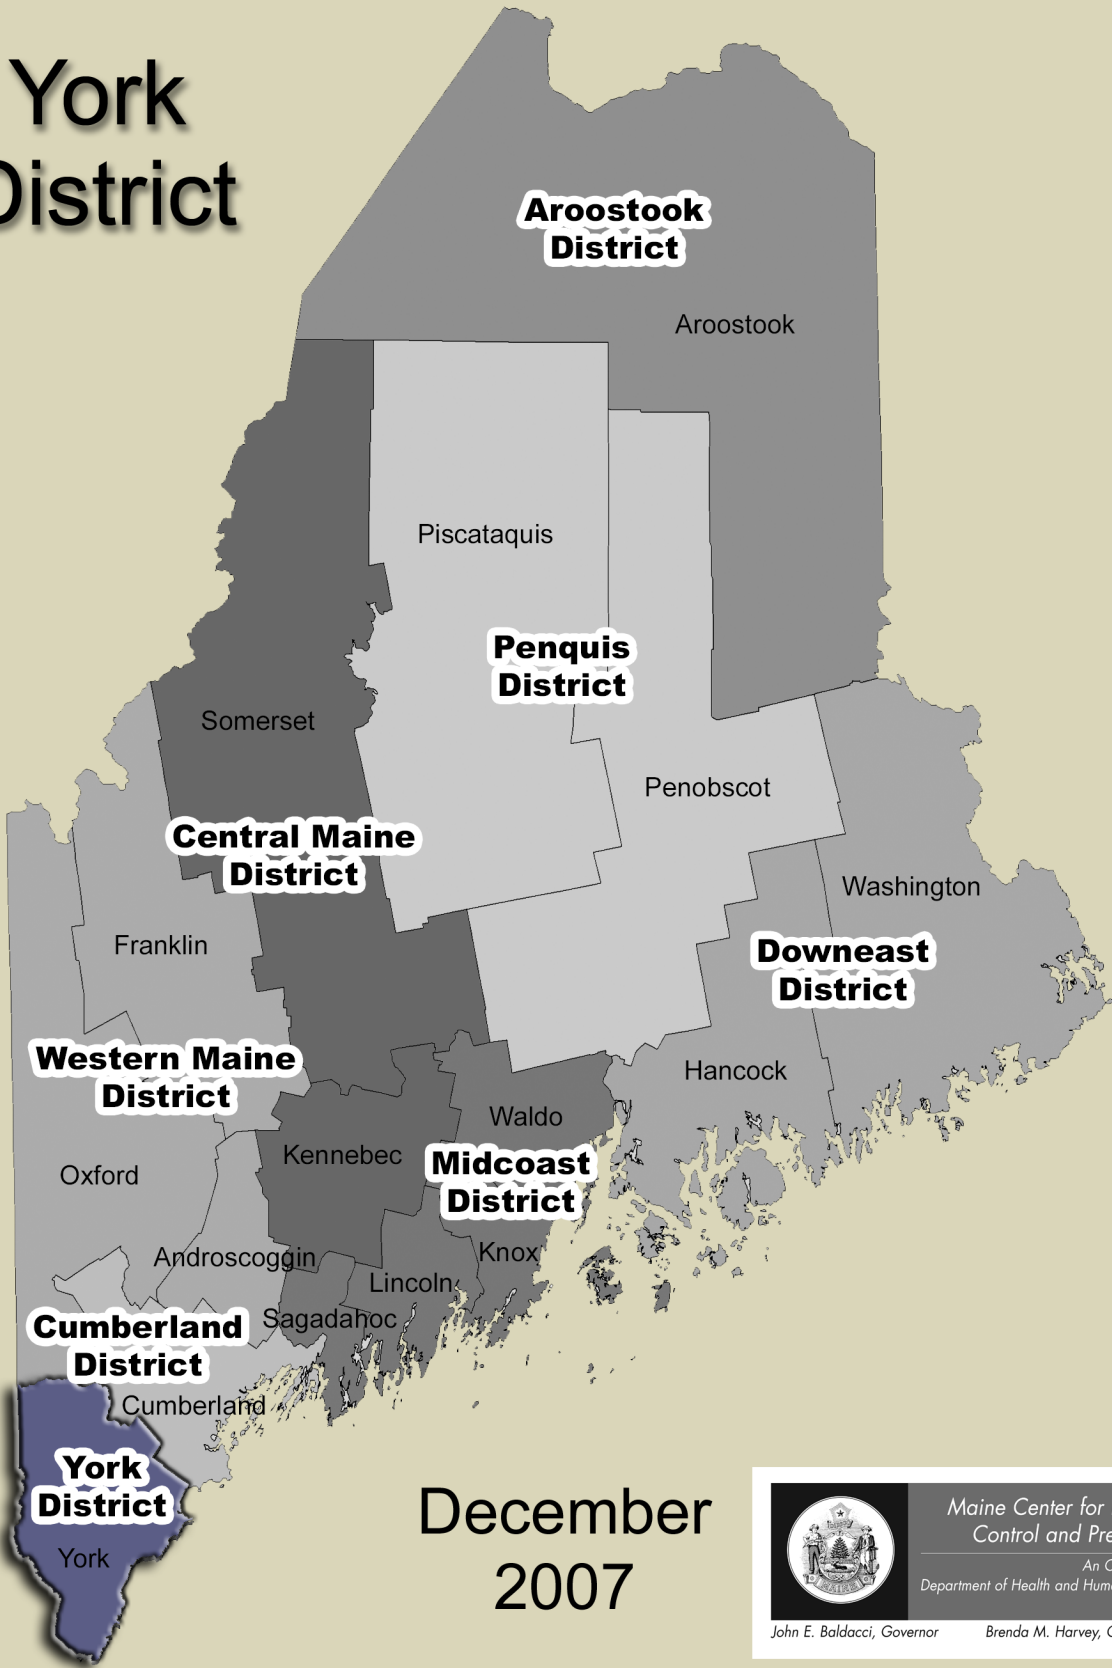 York
District
Aroostook
District
Aroostook
Piscataquis
Penquis
District
Somerset
Penobscot
Central Maine
District
Washington
Franklin
Downeast
District
Western Maine
District
Hancock
Waldo
Kennebec
Midcoast
District
Oxford
Knox
Androscoggin
Lincoln
Sagadahoc
Cumberland
District
Cumberland
York
District
York
December
2007
Maine Center for
Control and Pre
An O
Department of Health and Hum
John E. Baldacci, Governor
Brenda M. Harvey, C